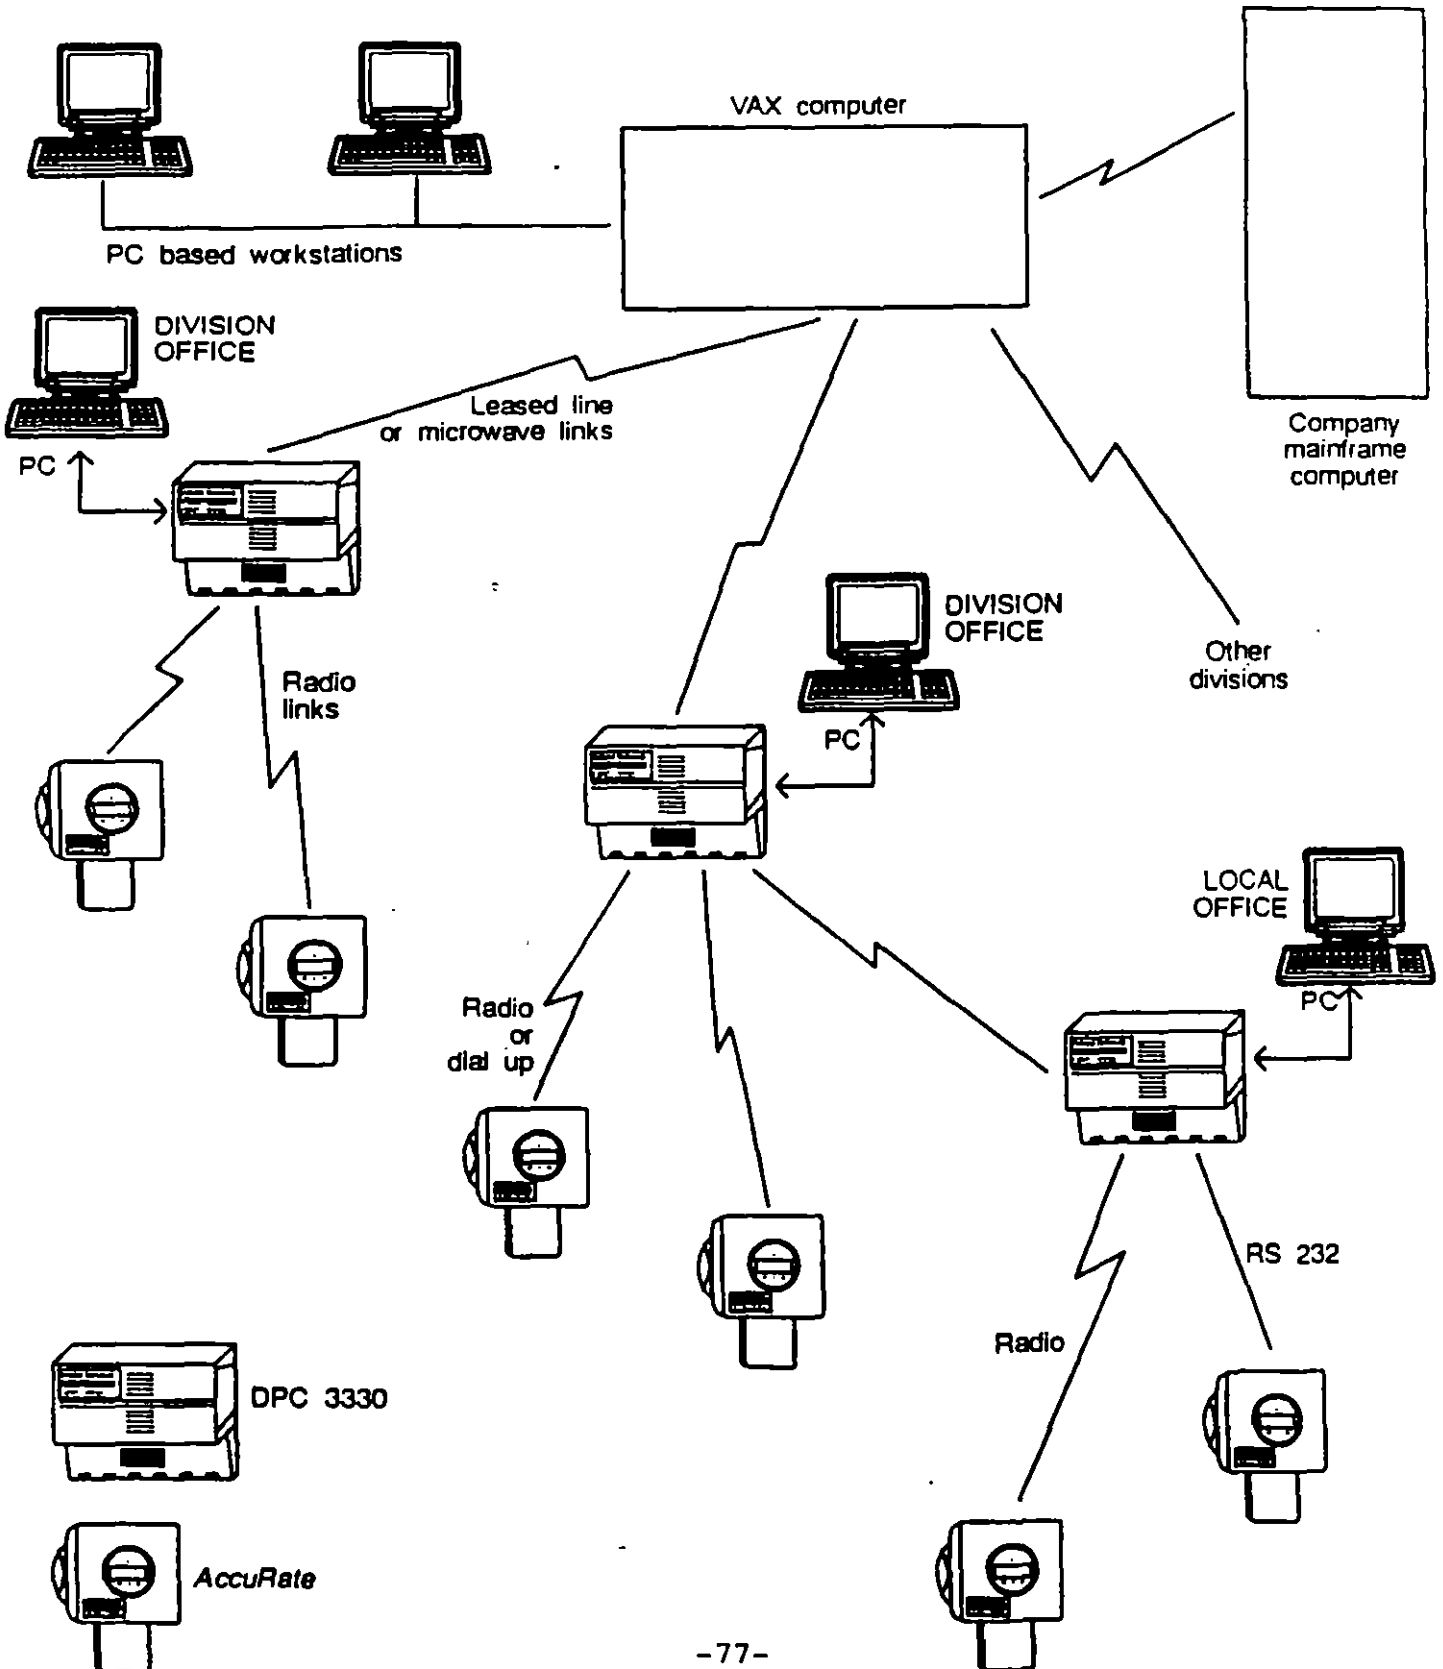 VAX computer
PC based workstations
DIVISION
OFFICE
Leased line
or microwave links
Company
mainframe
computer
PC
DIVISION
OFFICE
Other
divisions
Radio
links
PC
LOCAL
OFFICE
PC
Radio
or
dial up
RS 232
Radio
DPC 3330
AccuRate
-77-